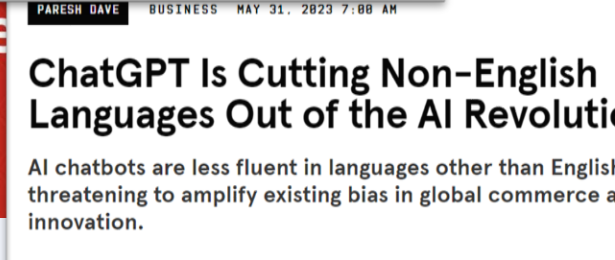 PARESH DAVE BUSINESS MAY 31, 2023 7:00 AM
ChatGPT Is Cutting Non-English
Languages Out of the AI Revoluti
AI chatbots are less fluent in languages other than English
threatening to amplify existing bias in global commerce a
innovation.